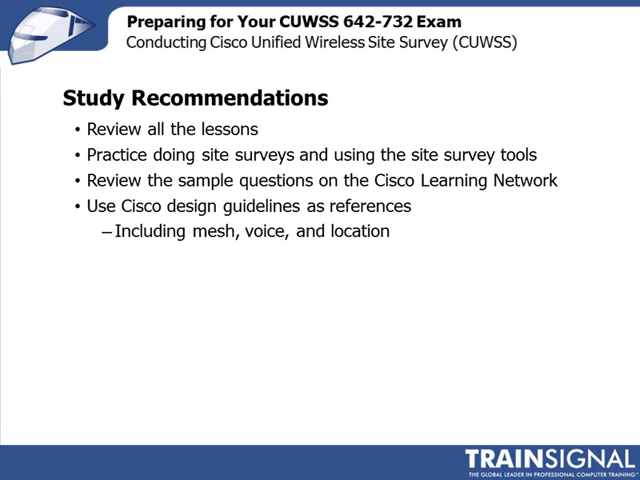 Preparing for Your CUWSS 642-732 Exam
Conducting Cisco Unified Wireless Site Survey (CUWSS)
Study Recommendations
• Review all the lessons
• Practice doing site surveys and using the site survey tools
• Review the sample questions on the Cisco Learning Network
• Use Cisco design guidelines as references
– Including mesh, voice, and location
TRAINSIGNAL
THE GLOBAL LEADER IN PROFESSIONAL COMPUTER TRAINING